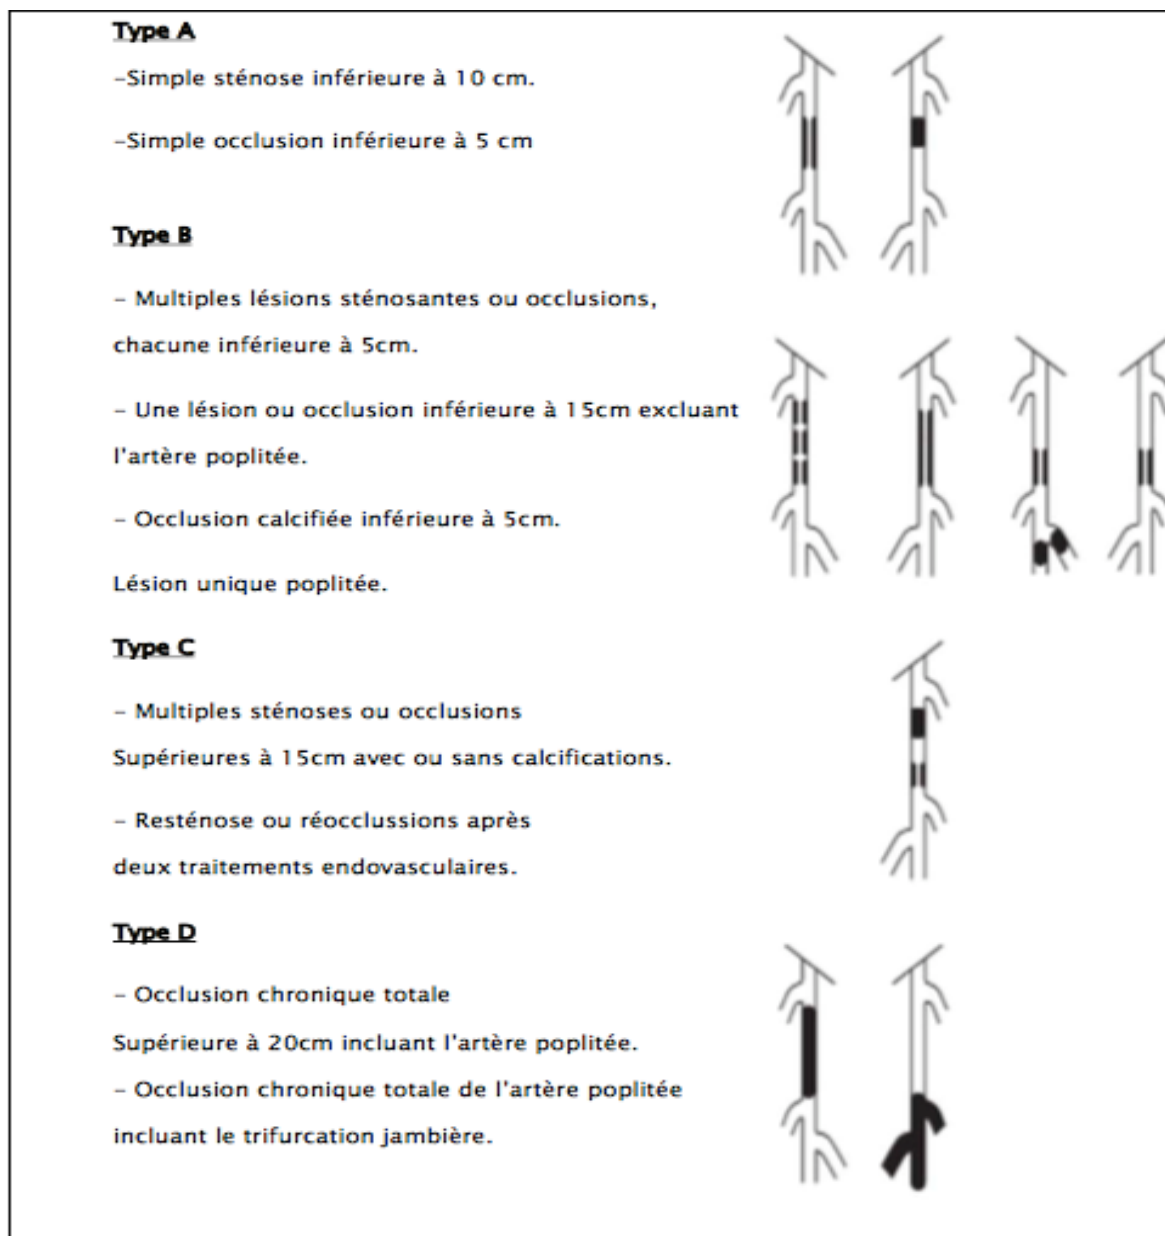 Type A
-Simple sténose inférieure à 10 cm.
-Simple occlusion inférieure à 5 cm
Type B
- Multiples lésions sténosantes ou occlusions,
chacune inférieure à 5cm.
- Une lésion ou occlusion inférieure à 15cm excluant
l'artère poplitée.
- Occlusion calcifiée inférieure à 5cm.
Lésion unique poplitée.
Type C
- Multiples sténoses ou occlusions
Supérieures à 15cm avec ou sans calcifications.
- Resténose ou réocclussions après
deux traitements endovasculaires.
Type D
- Occlusion chronique totale
Supérieure à 20cm incluant l'artère poplitée.
- Occlusion chronique totale de l'artère poplitée
incluant le trifurcation jambière.